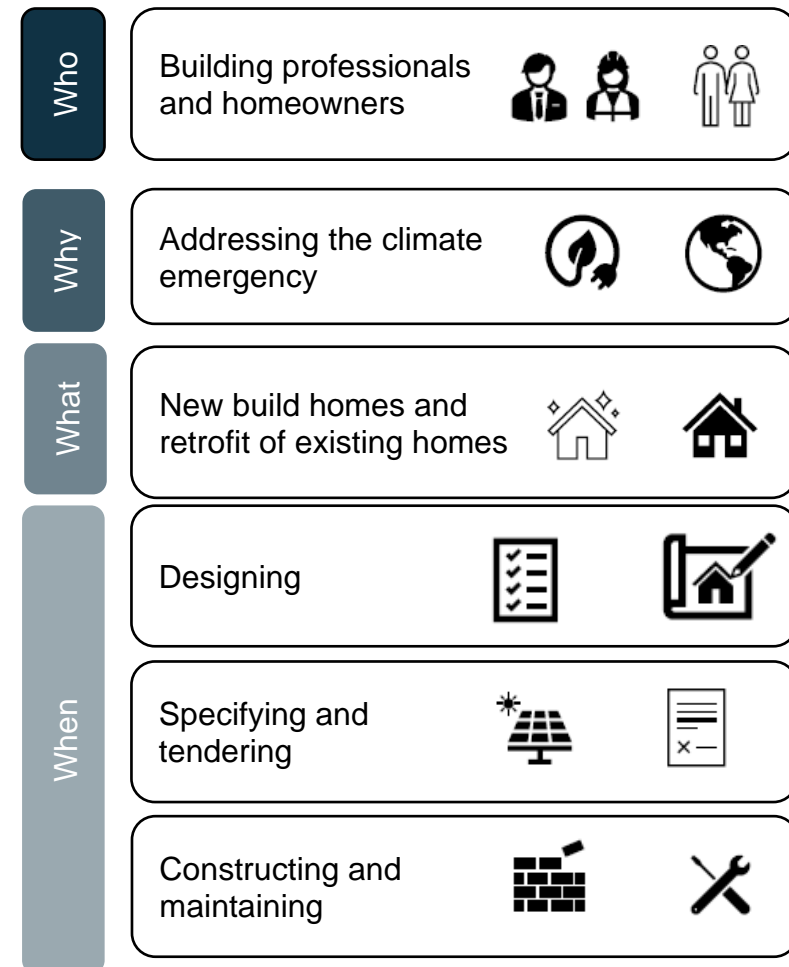 Who
Building professionals
and homeowners
Why
Addressing the climate
emergency
What
New build homes and
retrofit of existing homes
When
Designing
Specifying and
tendering
Constructing and
maintaining